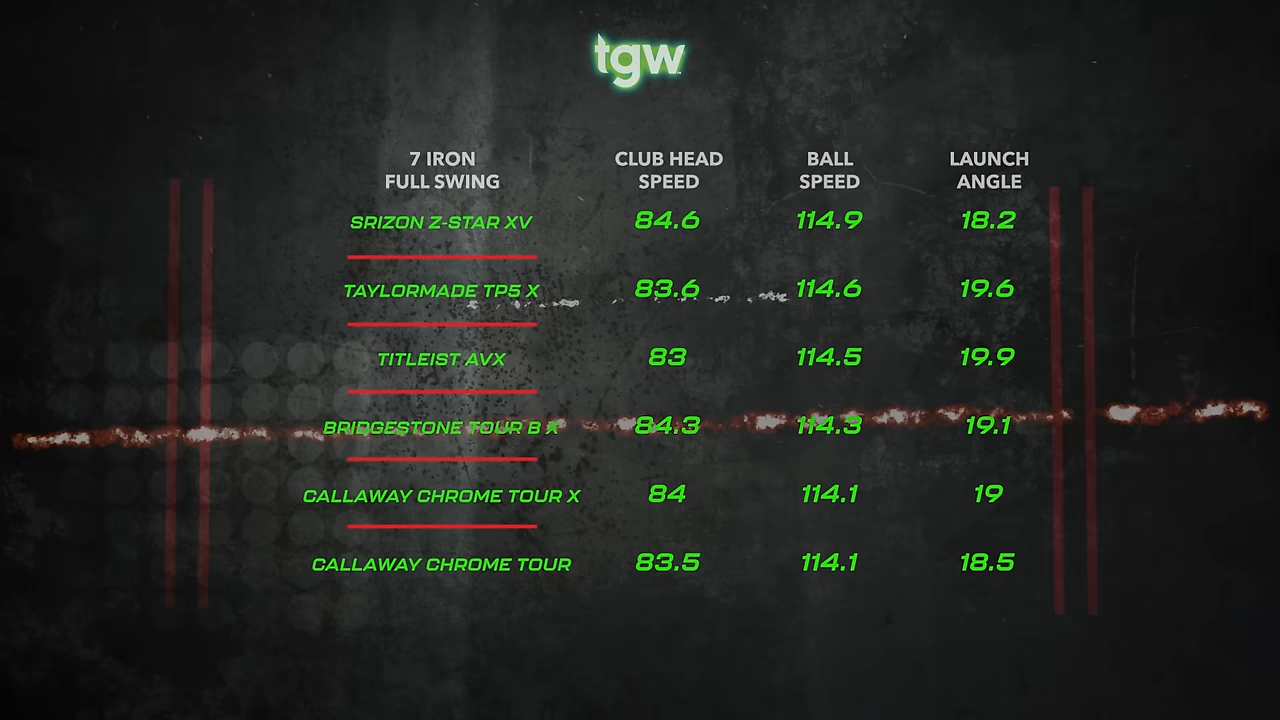 tgw
7 IRON FULL SWING CLUB HEAD SPEED BALL SPEED LAUNCH ANGLE
SRIZON Z-STAR XV 84.6 114.9 18.2
TAYLORMADE TP5 X 83.6 114.6 19.6
TITLEIST AVX 83 114.5 19.9
BRIDGESTONE TOUR B X 84.3 114.3 19.1
CALLAWAY CHROME TOUR X 84 114.1 19
CALLAWAY CHROME TOUR 83.5 114.1 18.5